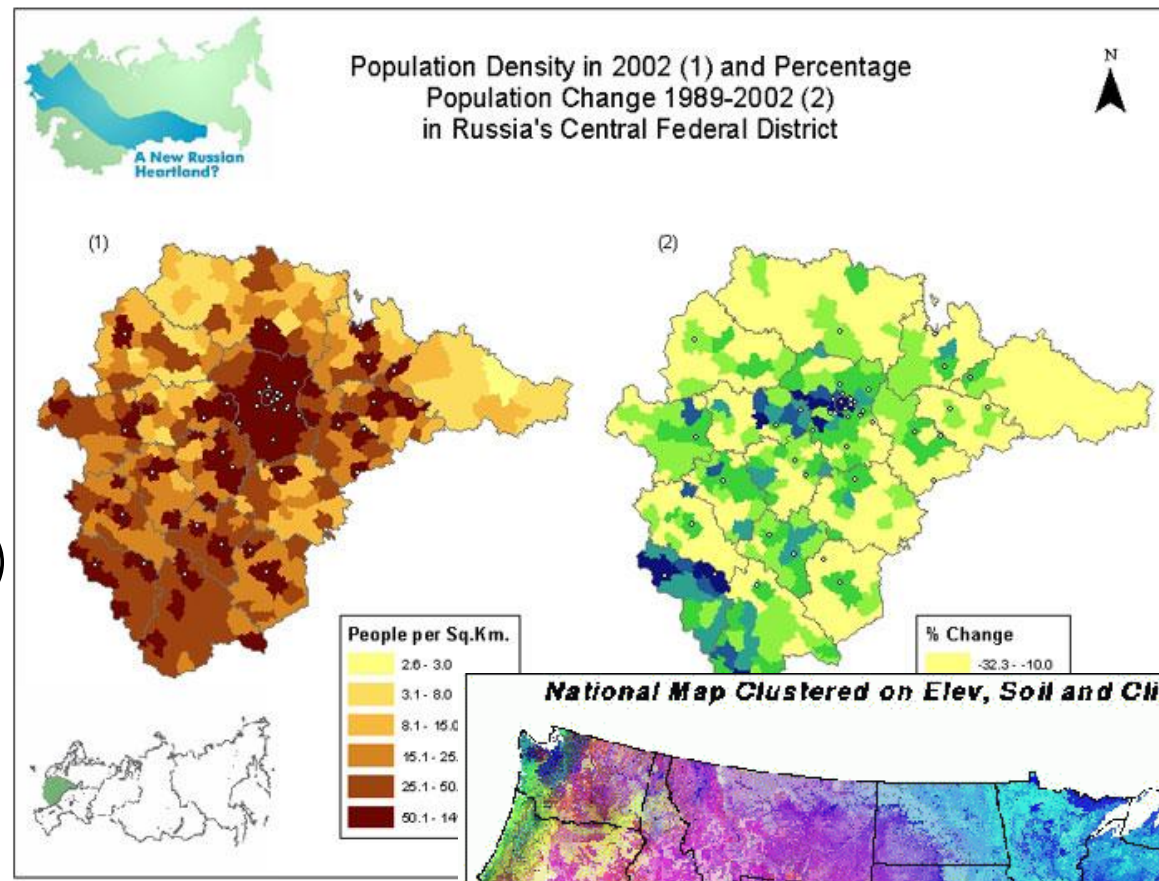 A New Russian
Heartland?
Population Density in 2002 (1) and Percentage
Population Change 1989-2002 (2)
in Russia's Central Federal District
N
(1)
(2)
)
People per Sq.Km.
2.6 - 3.0
3.1 - 8.0
8.1 - 15.0
15.1 - 25.
25.1 - 50.
50.1 - 14
% Change
-32.3 - -10.0
National Map Clustered on Elev, Soil and Cli